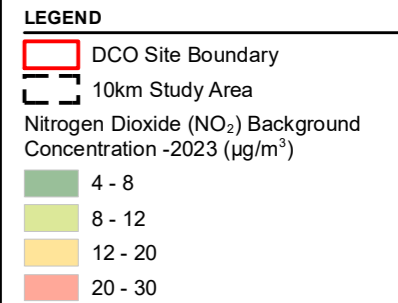 LEGEND
DCO Site Boundary
10km Study Area
Nitrogen Dioxide (NO₂) Background
Concentration -2023 (µg/m³)
4 - 8
8 - 12
12 - 20
20 - 30